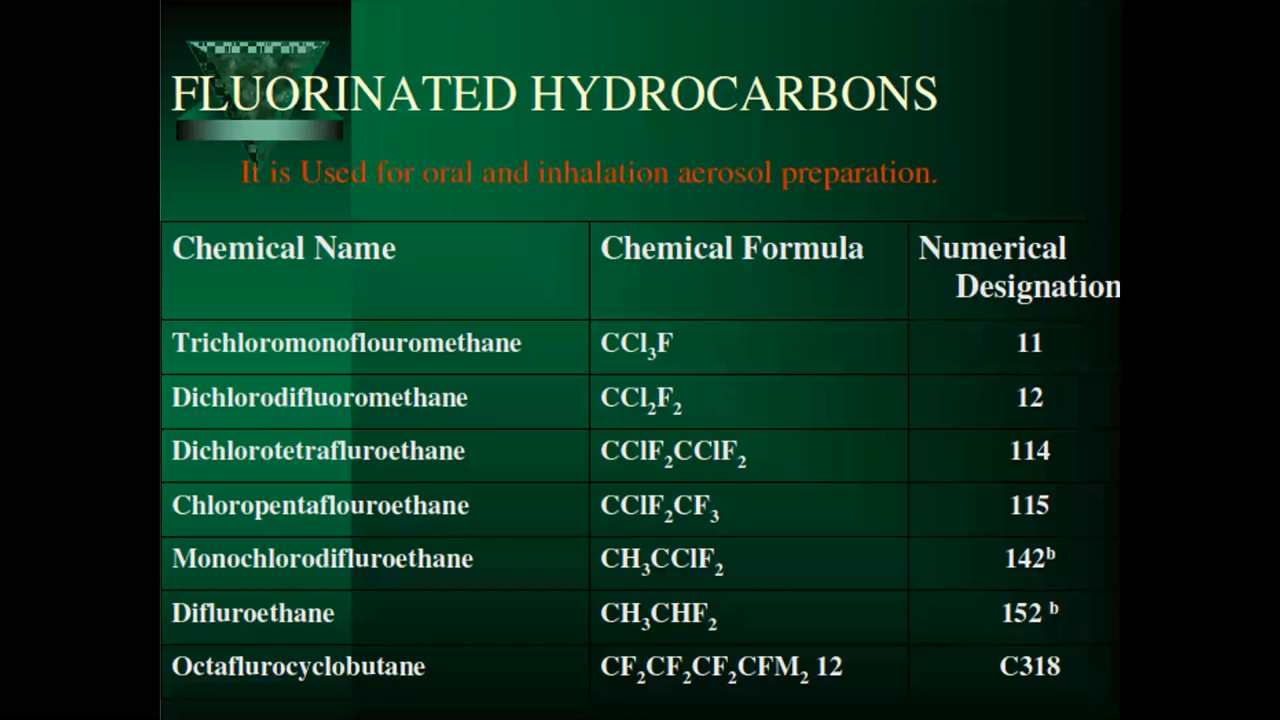 FLUORINATED HYDROCARBONS
It is Used for oral and inhalation aerosol preparation.
Chemical Name Chemical Formula Numerical Designation
Trichloromonoflouromethane CCl₃F 11
Dichlorodifluoromethane CCl₂F₂ 12
Dichlorotetrafluroethane CClF₂CClF₂ 114
Chloropentaflouroethane CClF₂CF₃ 115
Monochlorodifluroethane CH₃CClF₂ 142ᵇ
Difluroethane CH₃CHF₂ 152 ᵇ
Octaflurocyclobutane CF₂CF₂CF₂CFM₂ 12 C318